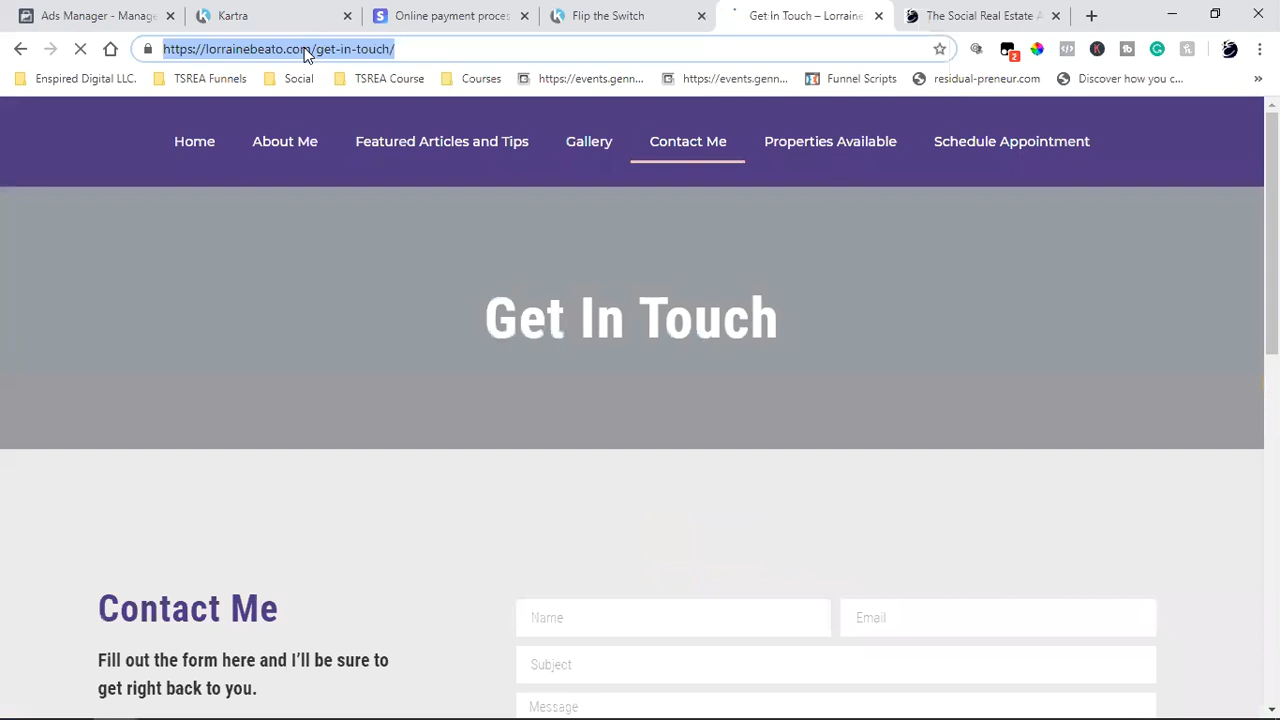 Ads Manager - Manage
Kartra
Online payment proces
Flip the Switch
Get In Touch – Lorraine
The Social Real Estate A
https://lorrainebeato.com/get-in-touch/
2
Enspired Digital LLC.
TSREA Funnels
Social
TSREA Course
Courses
https://events.genn...
https://events.genn...
Funnel Scripts
residual-preneur.com
Discover how you c...
»
Home
About Me
Featured Articles and Tips
Gallery
Contact Me
Properties Available
Schedule Appointment
Get In Touch
Contact Me
Fill out the form here and I'll be sure to
get right back to you.
Name
Email
Subject
Message